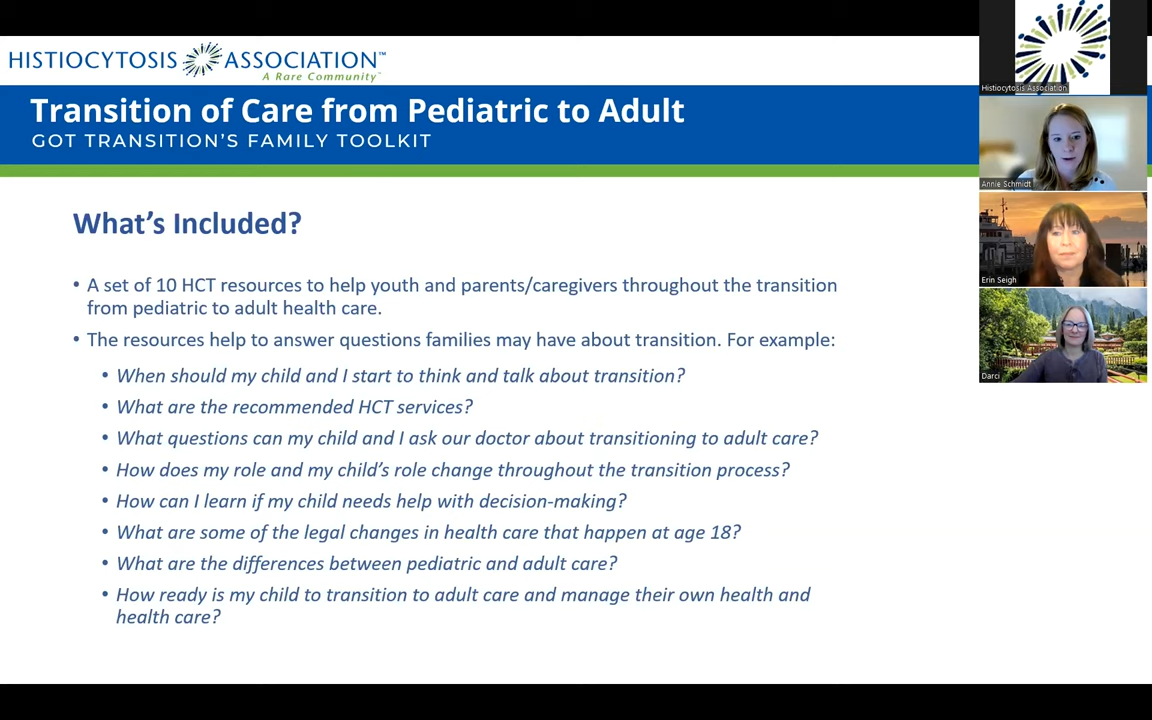 HISTIOCYTOSIS ASSOCIATION™
A Rare Community™
Transition of Care from Pediatric to Adult
GOT TRANSITION'S FAMILY TOOLKIT
What's Included?
• A set of 10 HCT resources to help youth and parents/caregivers throughout the transition
from pediatric to adult health care.
• The resources help to answer questions families may have about transition. For example:
• When should my child and I start to think and talk about transition?
• What are the recommended HCT services?
• What questions can my child and I ask our doctor about transitioning to adult care?
• How does my role and my child's role change throughout the transition process?
• How can I learn if my child needs help with decision-making?
• What are some of the legal changes in health care that happen at age 18?
• What are the differences between pediatric and adult care?
• How ready is my child to transition to adult care and manage their own health and
health care?
Histiocytosis Association
Annie Schmidt
Erin Seigh
Darci